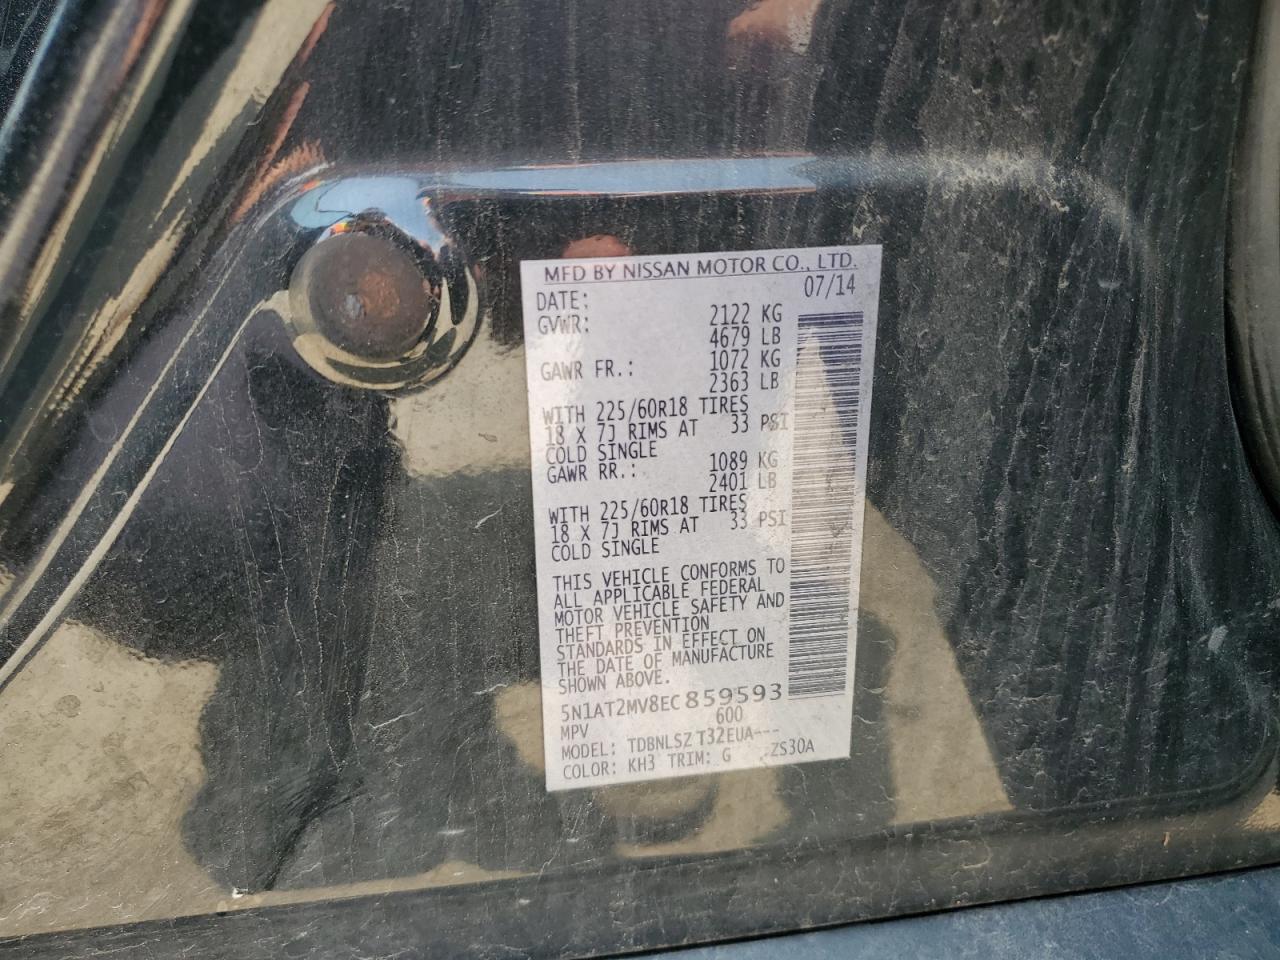 MFD BY NISSAN MOTOR CO., LTD.
DATE: 07/14
GVWR: 2122 KG
4679 LB
GAWR FR.: 1072 KG
2363 LB
WITH 225/60R18 TIRES
18 X 7J RIMS AT 33 PSI
COLD SINGLE
GAWR RR.: 1089 KG
2401 LB
WITH 225/60R18 TIRES
18 X 7J RIMS AT 33 PSI
COLD SINGLE
THIS VEHICLE CONFORMS TO
ALL APPLICABLE FEDERAL
MOTOR VEHICLE SAFETY AND
THEFT PREVENTION
STANDARDS IN EFFECT ON
THE DATE OF MANUFACTURE
SHOWN ABOVE.
5N1AT2MV8EC859593
MPV 600
MODEL: TDBNLSZ T32EUA---
COLOR: KH3 TRIM: G ZS30A